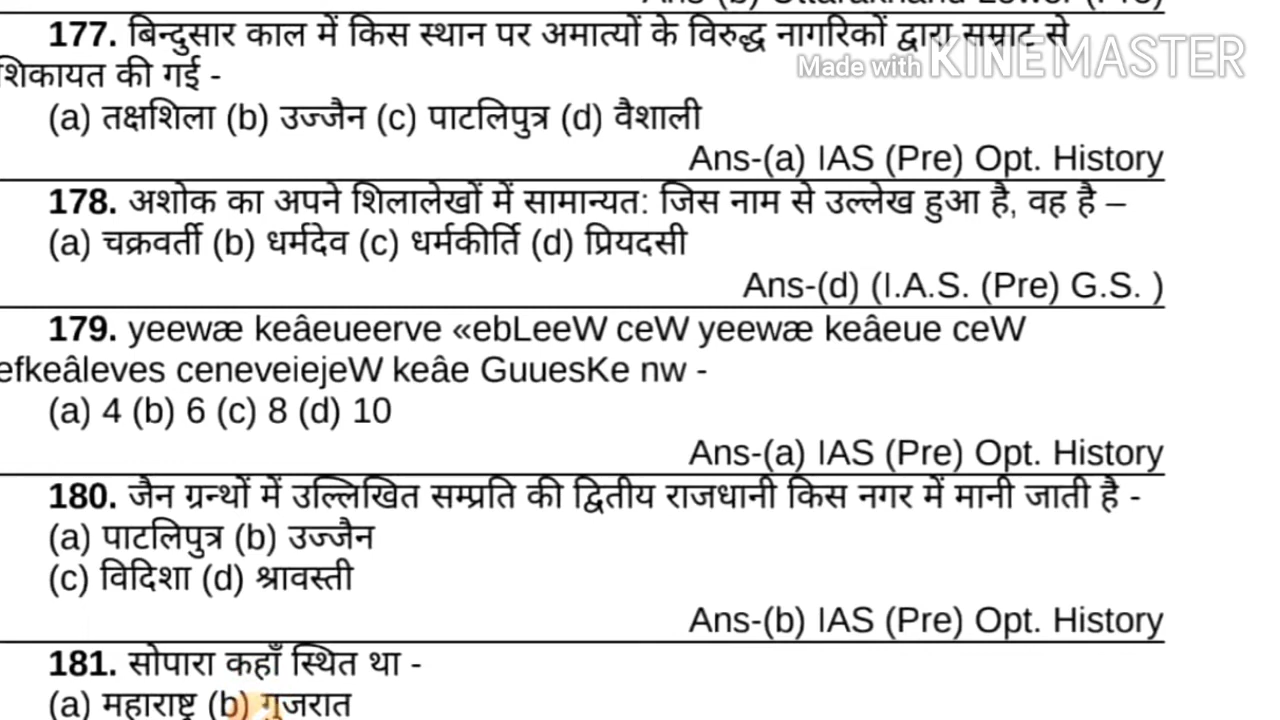 177. बिन्दुसार काल में किस स्थान पर अमात्यों के विरुद्ध नागरिकों द्वारा सम्राट से
Made with KINEMASTER
शिकायत की गई -
(a) तक्षशिला (b) उज्जैन (c) पाटलिपुत्र (d) वैशाली
Ans-(a) IAS (Pre) Opt. History
178. अशोक का अपने शिलालेखों में सामान्यत: जिस नाम से उल्लेख हुआ है, वह है –
(a) चक्रवर्ती (b) धर्मदेव (c) धर्मकीर्ति (d) प्रियदसी
Ans-(d) (I.A.S. (Pre) G.S. )
179. yeewæ keâeueerve «ebLeeW ceW yeewæ keâeue ceW
efkeâleves ceneveiejeW keâe GuuesKe nw -
(a) 4 (b) 6 (c) 8 (d) 10
Ans-(a) IAS (Pre) Opt. History
180. जैन ग्रन्थों में उल्लिखित सम्प्रति की द्वितीय राजधानी किस नगर में मानी जाती है -
(a) पाटलिपुत्र (b) उज्जैन
(c) विदिशा (d) श्रावस्ती
Ans-(b) IAS (Pre) Opt. History
181. सोपारा कहाँ स्थित था -
(a) महाराष्ट्र (b) गुजरात